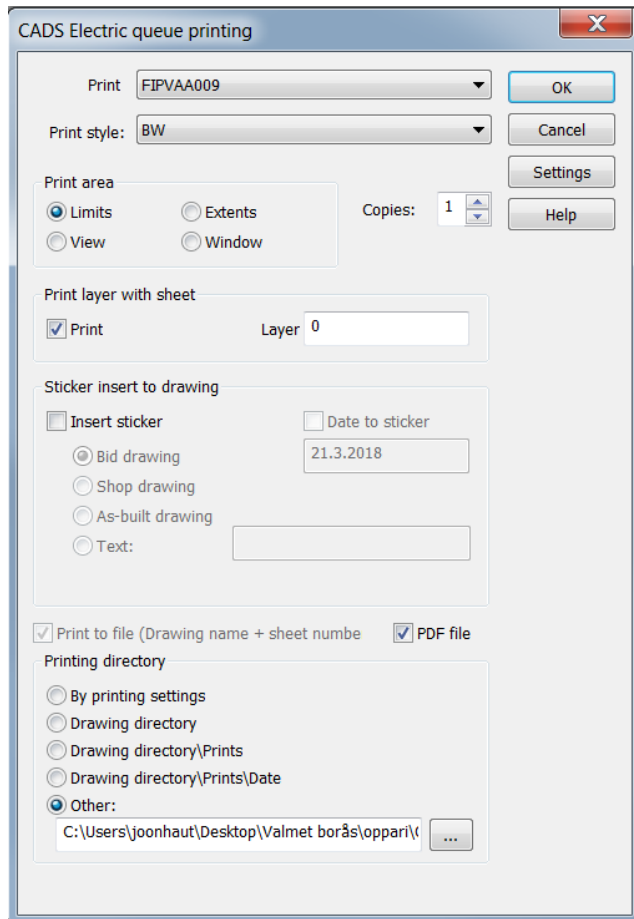 CADS Electric queue printing
Print FIPVAA009 OK
Print style: BW Cancel
Settings
Print area
Limits Extents Copies: 1 Help
View Window
Print layer with sheet
Print Layer 0
Sticker insert to drawing
Insert sticker Date to sticker
Bid drawing 21.3.2018
Shop drawing
As-built drawing
Text:
Print to file (Drawing name + sheet numbe PDF file
Printing directory
By printing settings
Drawing directory
Drawing directory\Prints
Drawing directory\Prints\Date
Other:
C:\Users\joonhaut\Desktop\Valmet borås\oppari\ ...